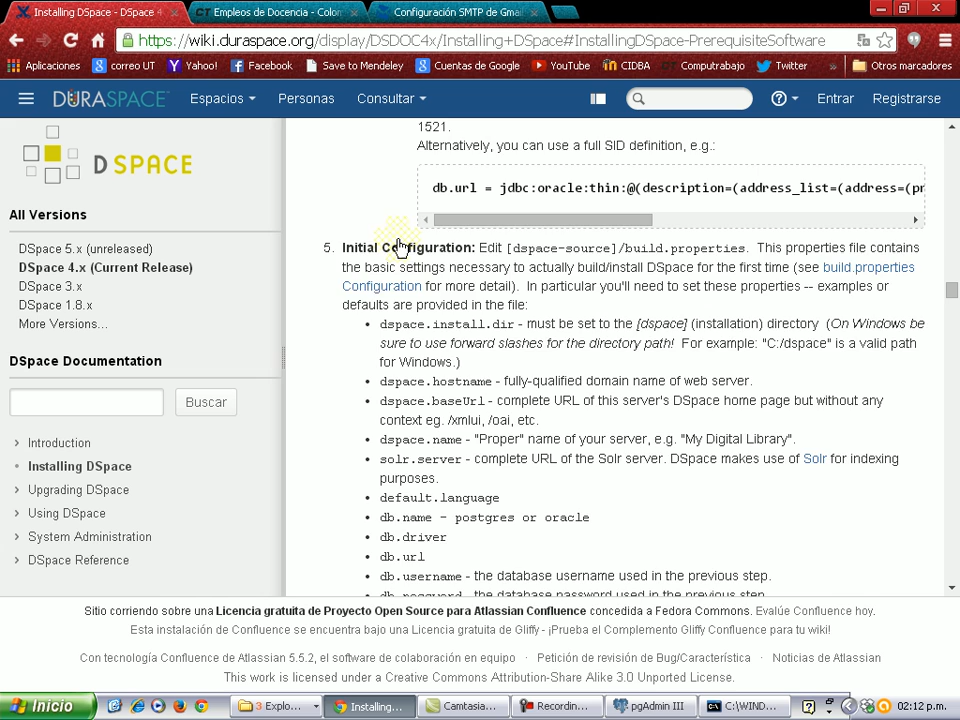 Installing DSpace - DSpace 4
Empleos de Docencia - Colon
Configuración SMTP de Gmai
https://wiki.duraspace.org/display/DSDOC4x/Installing+DSpace#InstallingDSpace-PrerequisiteSoftware
Aplicaciones correo UT Yahoo! Facebook Save to Mendeley Cuentas de Google YouTube CIDBA Computrabajo Twitter » Otros marcadores
DURASPACE Espacios Personas Consultar Entrar Registrarse
DSPACE
All Versions
DSpace 5.x (unreleased)
DSpace 4.x (Current Release)
DSpace 3.x
DSpace 1.8.x
More Versions...
DSpace Documentation
Buscar
Introduction
Installing DSpace
Upgrading DSpace
Using DSpace
System Administration
DSpace Reference
1521.
Alternatively, you can use a full SID definition, e.g.:
db.url = jdbc:oracle:thin:@(description=(address_list=(address=(pr
5. Initial Configuration: Edit [dspace-source]/build.properties. This properties file contains
the basic settings necessary to actually build/install DSpace for the first time (see build.properties
Configuration for more detail). In particular you'll need to set these properties -- examples or
defaults are provided in the file:
• dspace.install.dir - must be set to the [dspace] (installation) directory (On Windows be
sure to use forward slashes for the directory path! For example: "C:/dspace" is a valid path
for Windows.)
• dspace.hostname - fully-qualified domain name of web server.
• dspace.baseUrl - complete URL of this server's DSpace home page but without any
context eg. /xmlui, /oai, etc.
• dspace.name - "Proper" name of your server, e.g. "My Digital Library".
• solr.server - complete URL of the Solr server. DSpace makes use of Solr for indexing
purposes.
• default.language
• db.name - postgres or oracle
• db.driver
• db.url
• db.username - the database username used in the previous step.
• db.password - the database password used in the previous step.
Sitio corriendo sobre una Licencia gratuita de Proyecto Open Source para Atlassian Confluence concedida a Fedora Commons. Evalúe Confluence hoy.
Esta instalación de Confluence se encuentra bajo una Licencia gratuita de Gliffy - ¡Prueba el Complemento Gliffy Confluence para tu wiki!
Con tecnología Confluence de Atlassian 5.5.2, el software de colaboración en equipo · Petición de revisión de Bug/Característica · Noticias de Atlassian
This work is licensed under a Creative Commons Attribution-Share Alike 3.0 Unported License.
Inicio 3 Explo... Installing... Camtasia... Recordin... pgAdmin III C:\WIND... 02:12 p.m.